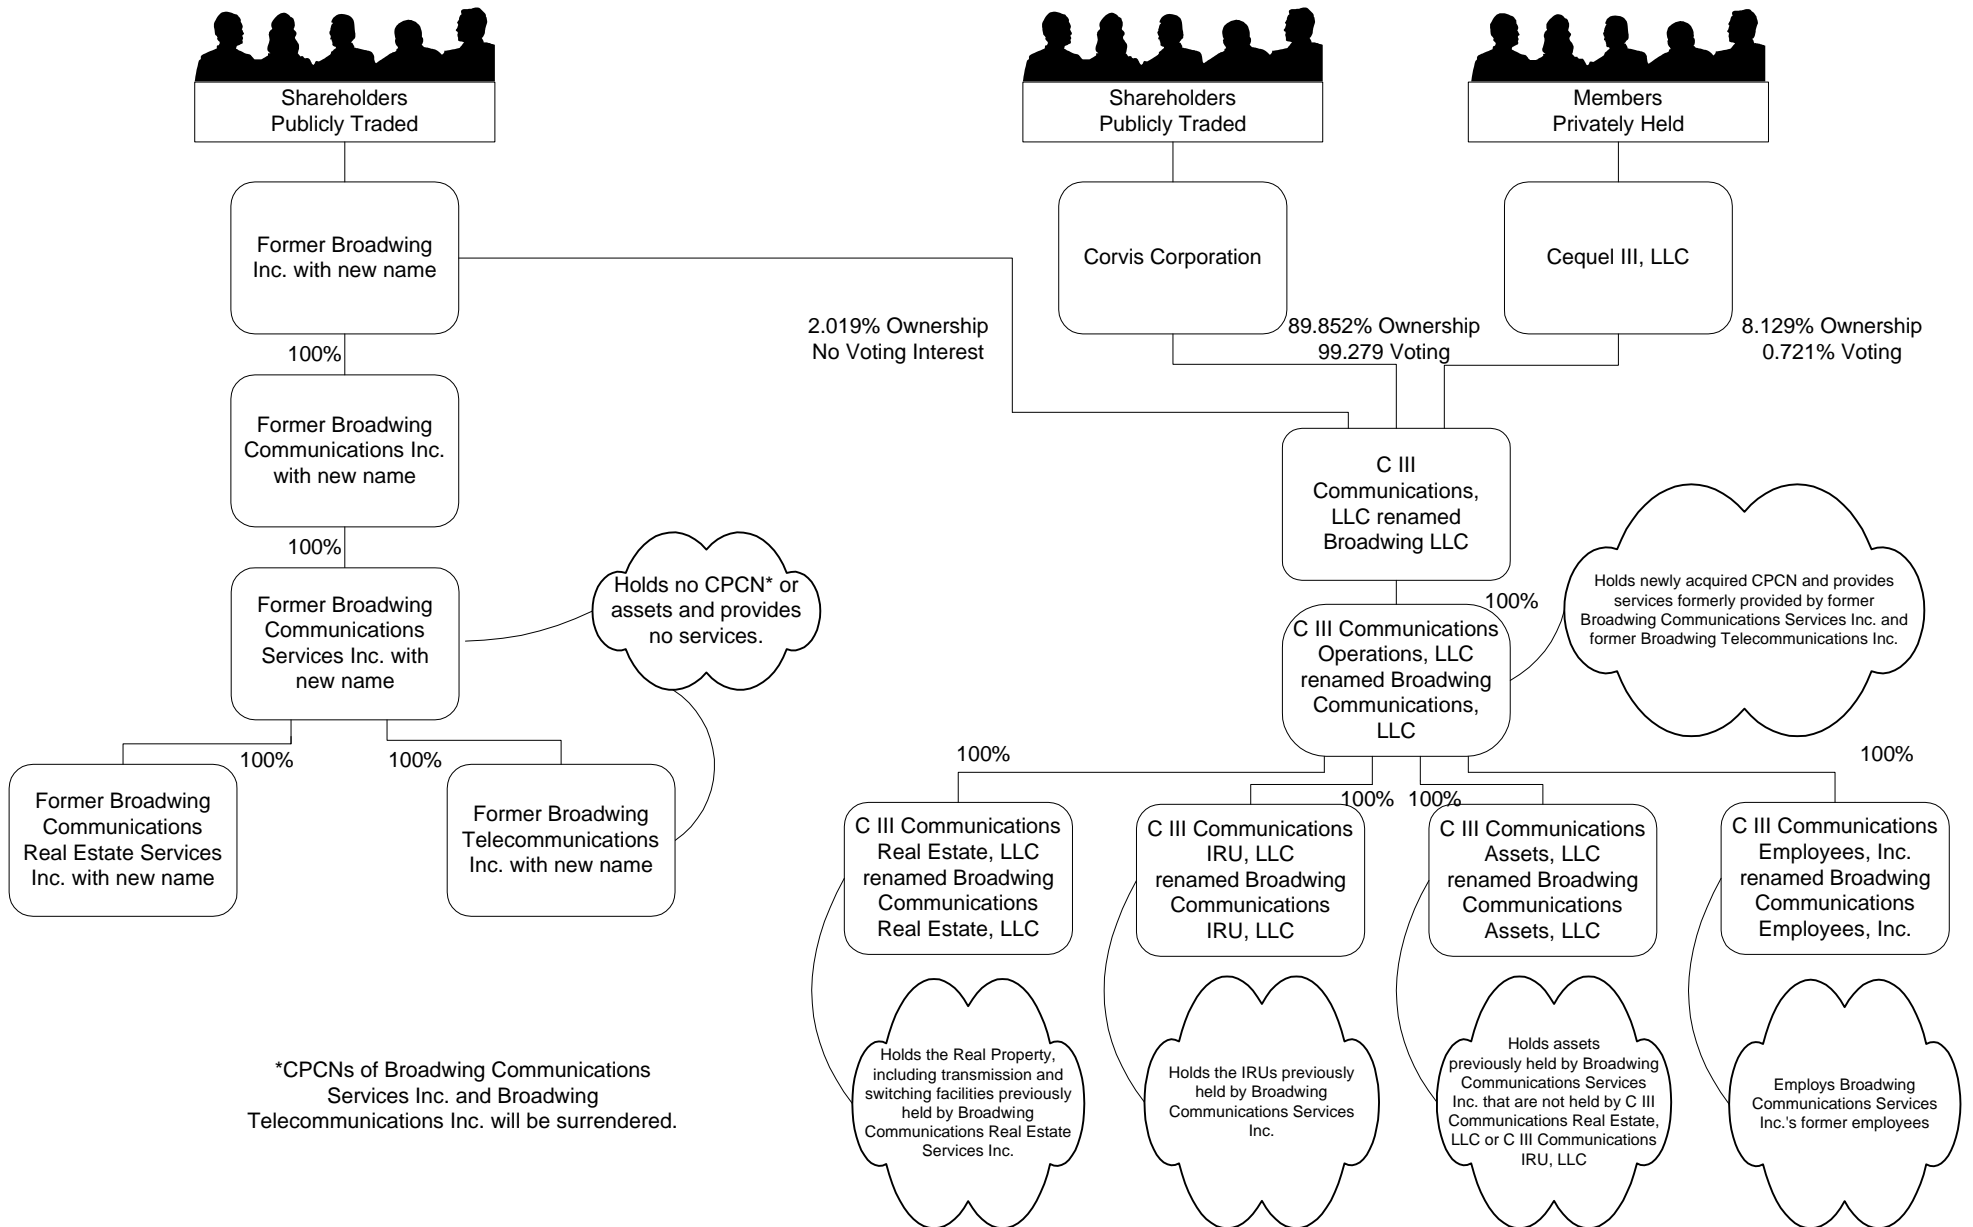 Shareholders
Publicly Traded
Shareholders
Publicly Traded
Members
Privately Held
Former Broadwing
Inc. with new name
Corvis Corporation
Cequel III, LLC
2.019% Ownership
No Voting Interest
89.852% Ownership
99.279 Voting
8.129% Ownership
0.721% Voting
100%
Former Broadwing
Communications Inc.
with new name
100%
Former Broadwing
Communications
Services Inc. with
new name
Holds no CPCN* or
assets and provides
no services.
100%
100%
Former Broadwing
Communications
Real Estate Services
Inc. with new name
Former Broadwing
Telecommunications
Inc. with new name
C III
Communications,
LLC renamed
Broadwing LLC
100%
C III Communications
Operations, LLC
renamed Broadwing
Communications,
LLC
Holds newly acquired CPCN and provides
services formerly provided by former
Broadwing Communications Services Inc. and
former Broadwing Telecommunications Inc.
100%
100%
100%
100%
C III Communications
Real Estate, LLC
renamed Broadwing
Communications
Real Estate, LLC
C III Communications
IRU, LLC
renamed Broadwing
Communications
IRU, LLC
C III Communications
Assets, LLC
renamed Broadwing
Communications
Assets, LLC
C III Communications
Employees, Inc.
renamed Broadwing
Communications
Employees, Inc.
Holds the Real Property,
including transmission and
switching facilities previously
held by Broadwing
Communications Real Estate
Services Inc.
Holds the IRUs previously
held by Broadwing
Communications Services
Inc.
Holds assets
previously held by Broadwing
Communications Services
Inc. that are not held by C III
Communications Real Estate,
LLC or C III Communications
IRU, LLC
Employs Broadwing
Communications Services
Inc.'s former employees
*CPCNs of Broadwing Communications
Services Inc. and Broadwing
Telecommunications Inc. will be surrendered.